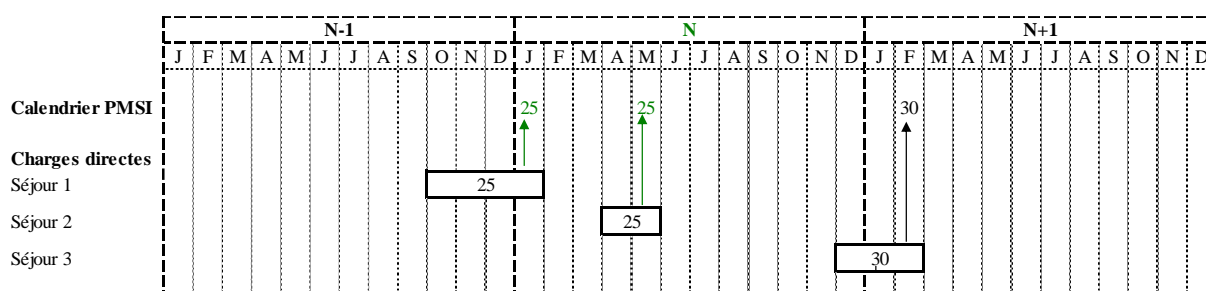 N-1 N N+1
J F M A M J J A S O N D J F M A M J J A S O N D J F M A M J J A S O N D
Calendrier PMSI 25 25 30
Charges directes
Séjour 1 25
Séjour 2 25
Séjour 3 30